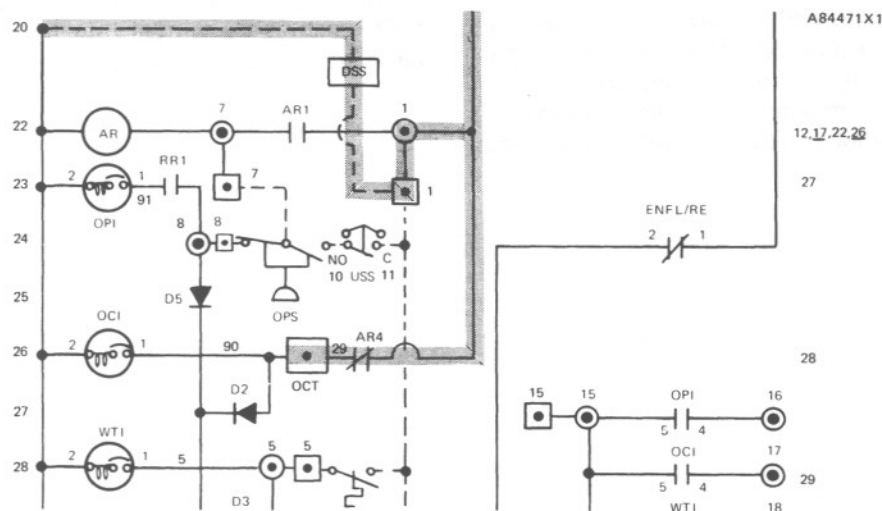 A84471X1
20
DSS
7 AR1 1
22 AR 12,17,22,26
RR1 7
23 2 1 1 27
91
OPI ENFL/RE
8 8 2 1
24 NO C
10 USS 11
25 D5
OCI OPS
2 1 90 29 AR4
26 28
OCT
D2 15 15 OPI 16
27 5 4
WTI OCI 17
5 5
28 2 1 5 5 4 29
D3 WTI 18